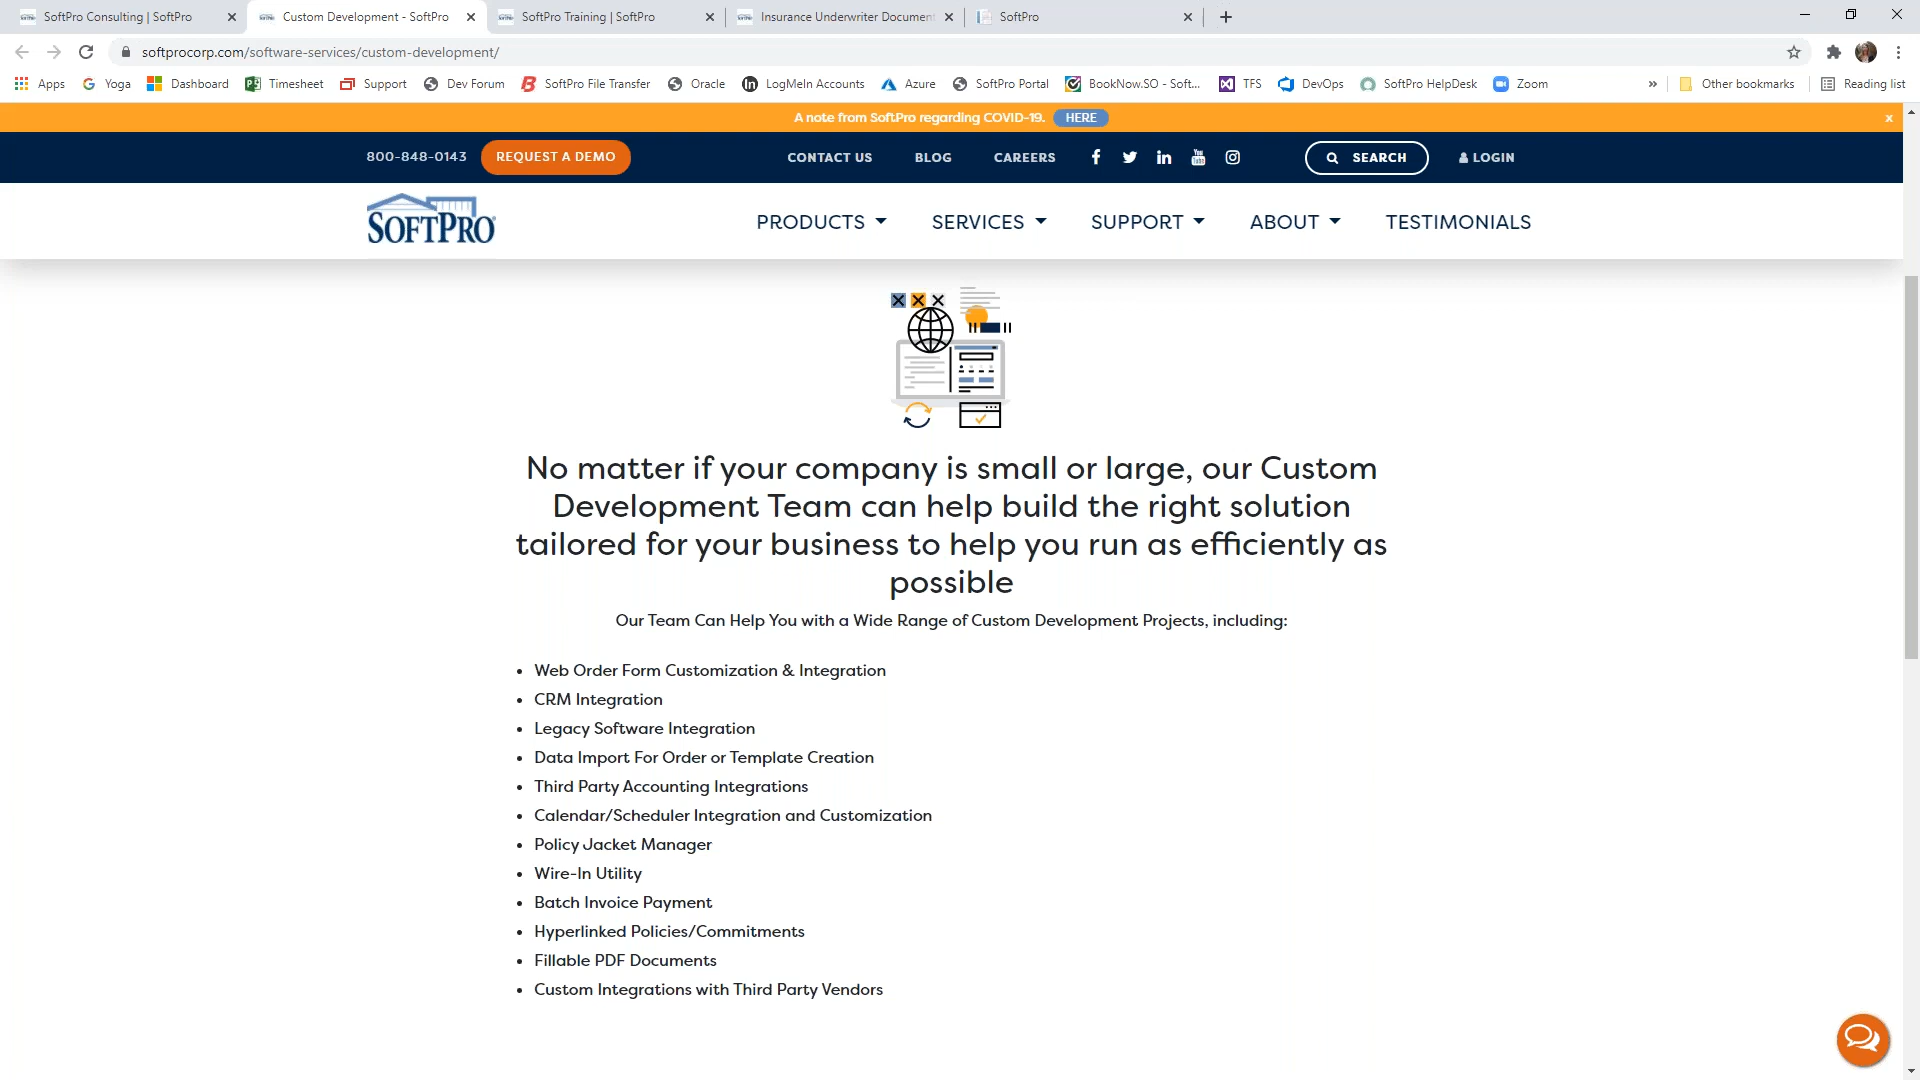 SoftPro Consulting | SoftPro
Custom Development - SoftPro
SoftPro Training | SoftPro
Insurance Underwriter Document
SoftPro
softprocorp.com/software-services/custom-development/
Apps Yoga Dashboard Timesheet Support Dev Forum SoftPro File Transfer Oracle LogMeIn Accounts Azure SoftPro Portal BookNow.SO - Soft... TFS DevOps SoftPro HelpDesk Zoom » Other bookmarks Reading list
A note from SoftPro regarding COVID-19. HERE x
800-848-0143 REQUEST A DEMO CONTACT US BLOG CAREERS SEARCH LOGIN
SOFTPRO PRODUCTS SERVICES SUPPORT ABOUT TESTIMONIALS
No matter if your company is small or large, our Custom
Development Team can help build the right solution
tailored for your business to help you run as efficiently as
possible
Our Team Can Help You with a Wide Range of Custom Development Projects, including:
• Web Order Form Customization & Integration
• CRM Integration
• Legacy Software Integration
• Data Import For Order or Template Creation
• Third Party Accounting Integrations
• Calendar/Scheduler Integration and Customization
• Policy Jacket Manager
• Wire-In Utility
• Batch Invoice Payment
• Hyperlinked Policies/Commitments
• Fillable PDF Documents
• Custom Integrations with Third Party Vendors